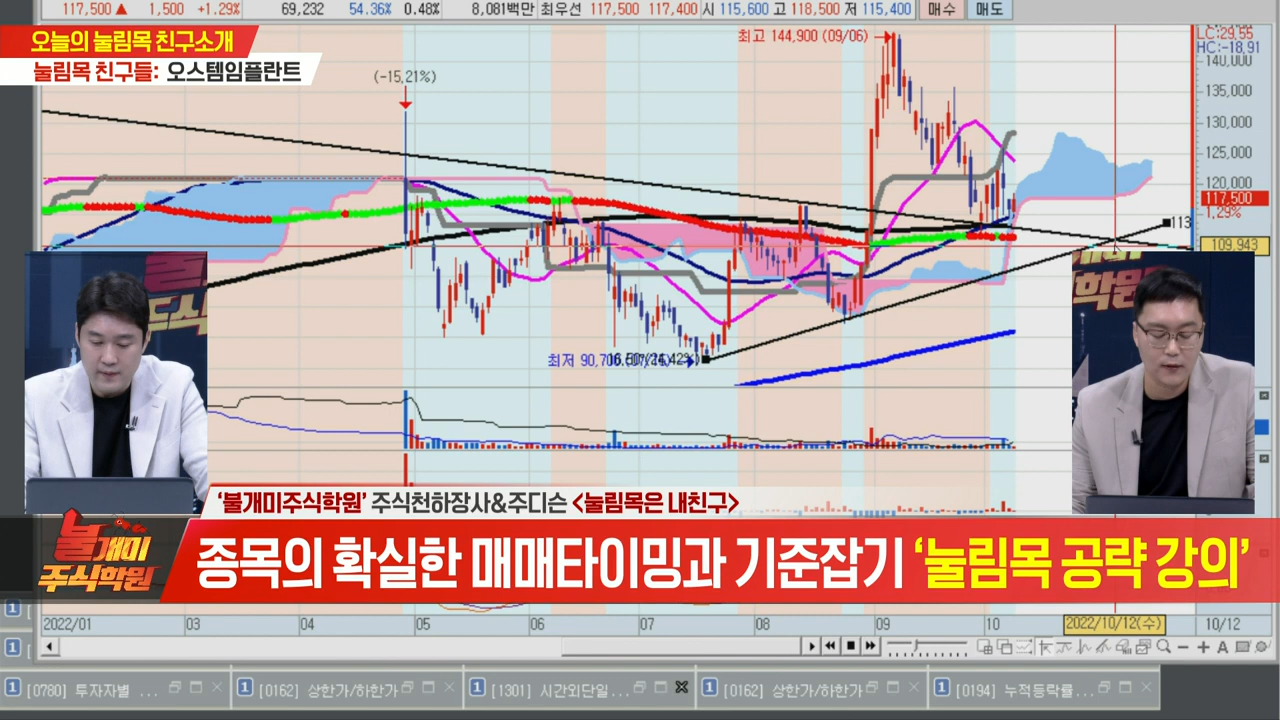 117,500 ▲ 1,500 +1.29% 69,232 54.36% 0.48% 8,081백만 최우선 117,500 117,400 시 115,600 고 118,500 저 115,400 매수 매도
오늘의 눌림목 친구소개
눌림목 친구들: 오스템임플란트
(-15,21%)
최고 144,900 (09/06)
LC:29,55
HC:-18,91
140,000
135,000
130,000
125,000
120,000
117,500
1,29%
113
109,943
최저 90,700
불개미
주식학원
'불개미주식학원' 주식천하장사&주디슨 <눌림목은 내친구>
종목의 확실한 매매타이밍과 기준잡기 '눌림목 공략 강의'
2022/01 03 04 05 06 07 08 09 10 2022/10/12(수) 10/12
1
1
1 [0780] 투자자별 ...
1 [0162] 상한가/하한가
1 [1301] 시간외단일...
1 [0162] 상한가/하한가
1 [0194] 누적등락률...